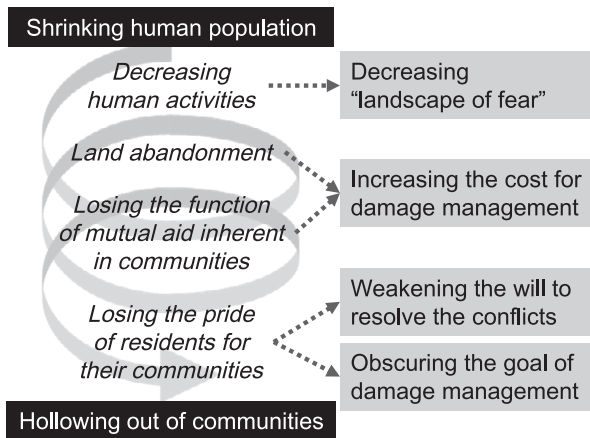 Shrinking human population
Decreasing
human activities
Decreasing
“landscape of fear”
Land abandonment
Losing the function
of mutual aid inherent
in communities
Increasing the cost for
damage management
Losing the pride
of residents for
their communities
Weakening the will to
resolve the conflicts
Obscuring the goal of
damage management
Hollowing out of communities